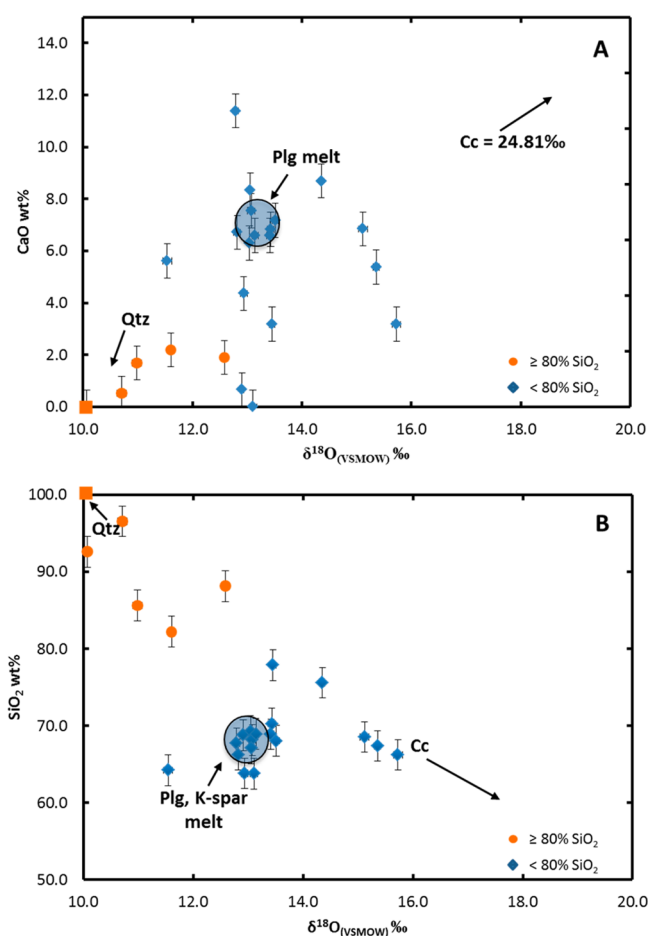 14.0
A
12.0
Cc = 24.81‰
10.0
Plg melt
CaO wt%
8.0
6.0
4.0
Qtz
2.0
≥ 80% SiO₂
< 80% SiO₂
0.0
10.0 12.0 14.0 16.0 18.0 20.0
δ¹⁸O(VSMOW) ‰
100.0
B
Qtz
90.0
SiO₂ wt%
80.0
70.0
Cc
Plg, K-spar
melt
60.0
≥ 80% SiO₂
< 80% SiO₂
50.0
10.0 12.0 14.0 16.0 18.0 20.0
δ¹⁸O(VSMOW) ‰